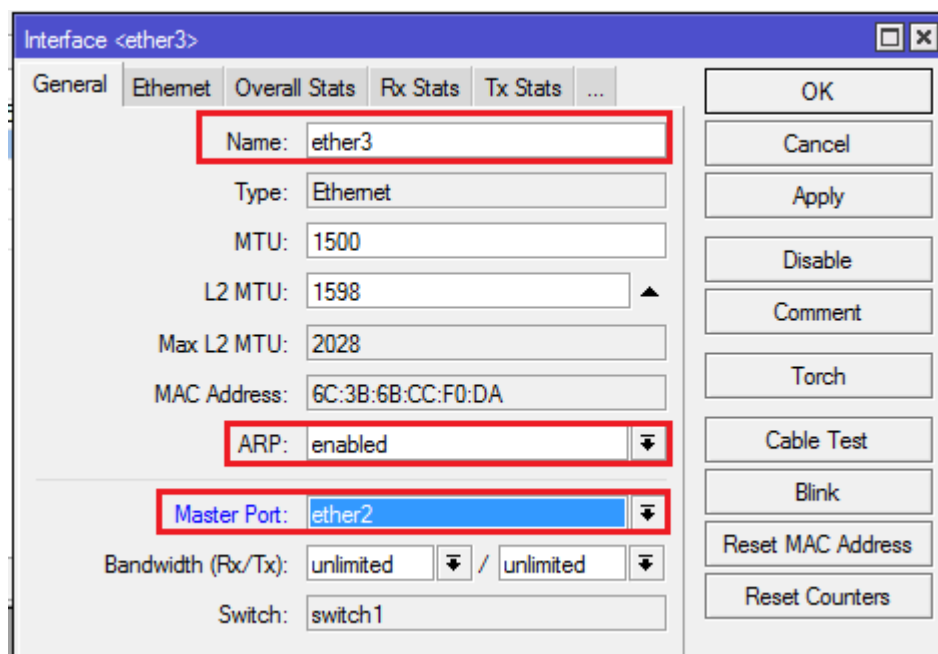 Interface <ether3>
General Ethernet Overall Stats Rx Stats Tx Stats ...
Name: ether3
Type: Ethernet
MTU: 1500
L2 MTU: 1598
Max L2 MTU: 2028
MAC Address: 6C:3B:6B:CC:F0:DA
ARP: enabled
Master Port: ether2
Bandwidth (Rx/Tx): unlimited / unlimited
Switch: switch1
OK
Cancel
Apply
Disable
Comment
Torch
Cable Test
Blink
Reset MAC Address
Reset Counters